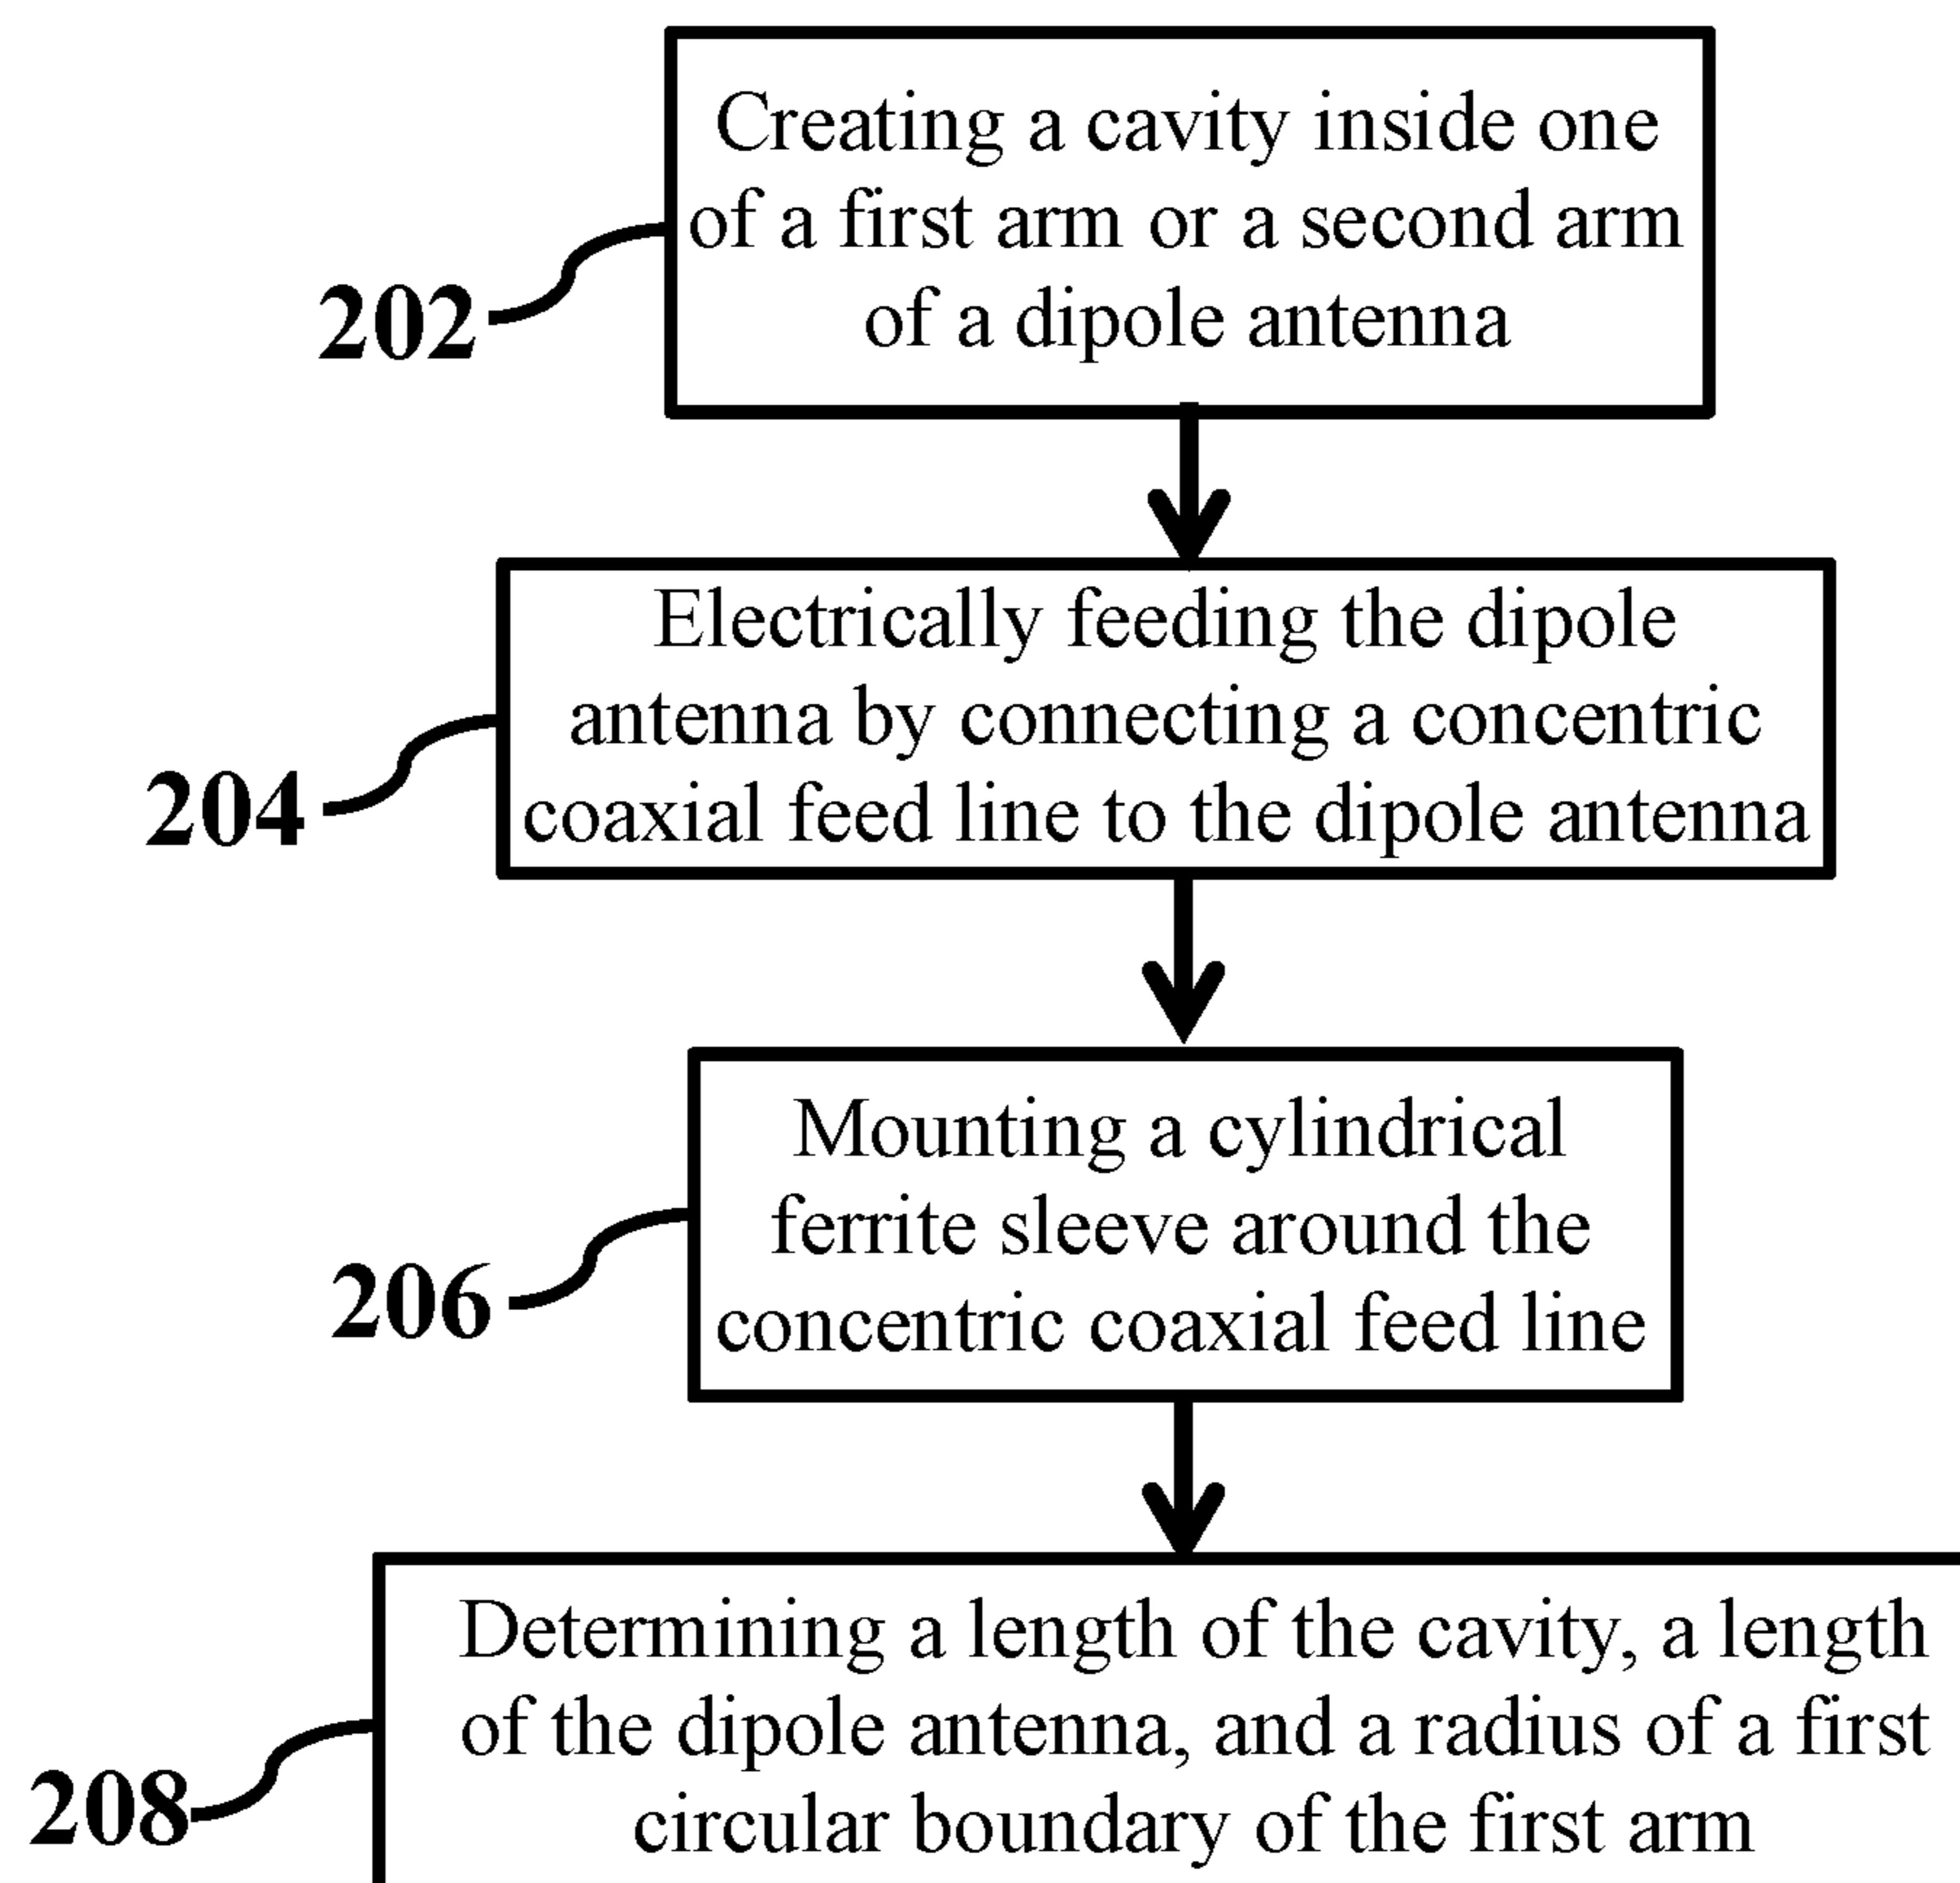 Creating a cavity inside one
of a first arm or a second arm
of a dipole antenna
202
Electrically feeding the dipole
antenna by connecting a concentric
coaxial feed line to the dipole antenna
204
Mounting a cylindrical
ferrite sleeve around the
concentric coaxial feed line
206
Determining a length of the cavity, a length
of the dipole antenna, and a radius of a first
circular boundary of the first arm
208